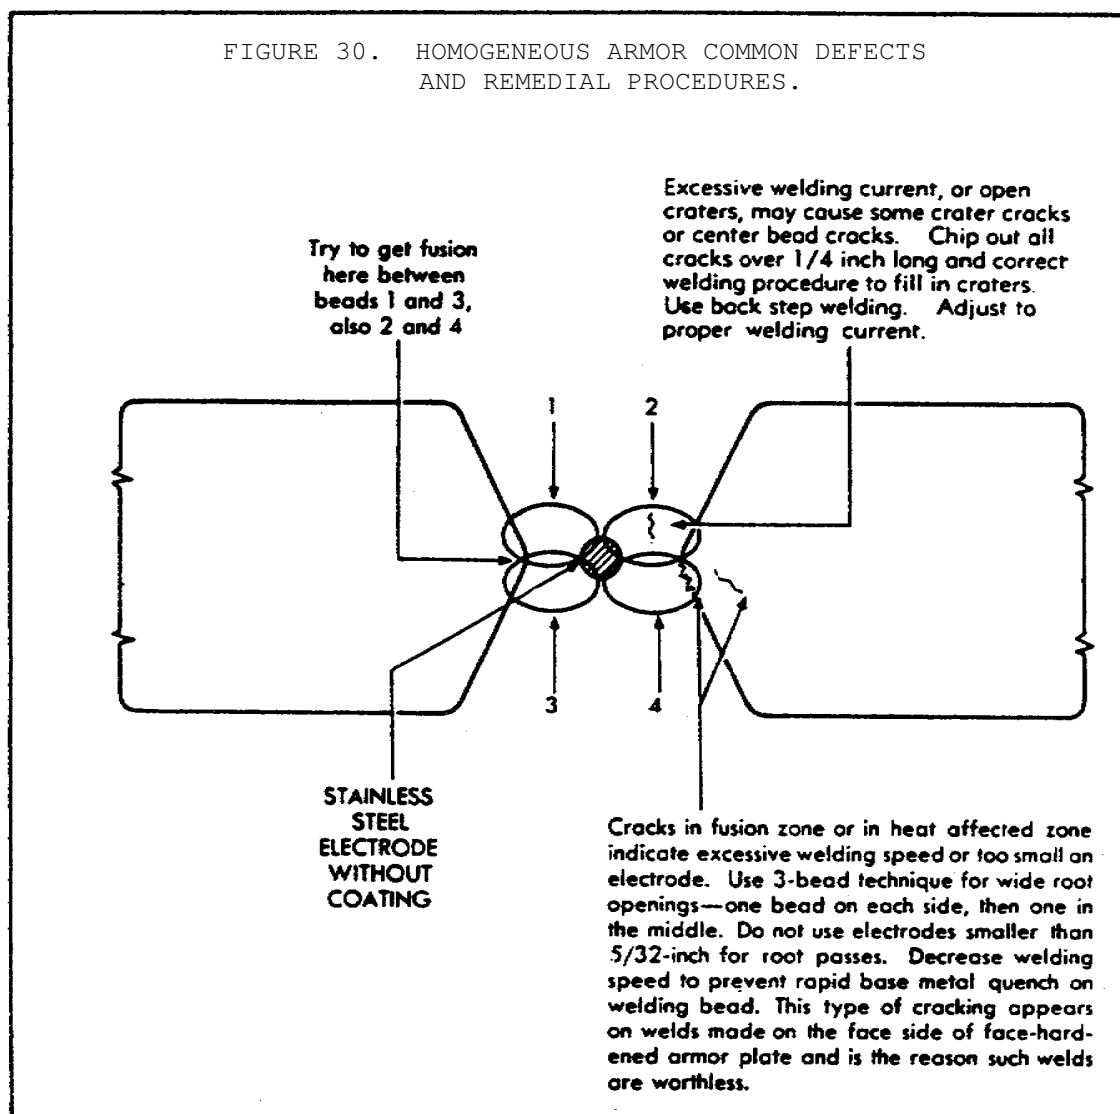 FIGURE 30. HOMOGENEOUS ARMOR COMMON DEFECTS
AND REMEDIAL PROCEDURES.
Excessive welding current, or open
craters, may cause some crater cracks
or center bead cracks. Chip out all
cracks over 1/4 inch long and correct
welding procedure to fill in craters.
Use back step welding. Adjust to
proper welding current.
Try to get fusion
here between
beads 1 and 3,
also 2 and 4
1
2
3
4
STAINLESS
STEEL
ELECTRODE
WITHOUT
COATING
Cracks in fusion zone or in heat affected zone
indicate excessive welding speed or too small an
electrode. Use 3-bead technique for wide root
openings—one bead on each side, then one in
the middle. Do not use electrodes smaller than
5/32-inch for root passes. Decrease welding
speed to prevent rapid base metal quench on
welding bead. This type of cracking appears
on welds made on the face side of face-hard-
ened armor plate and is the reason such welds
are worthless.